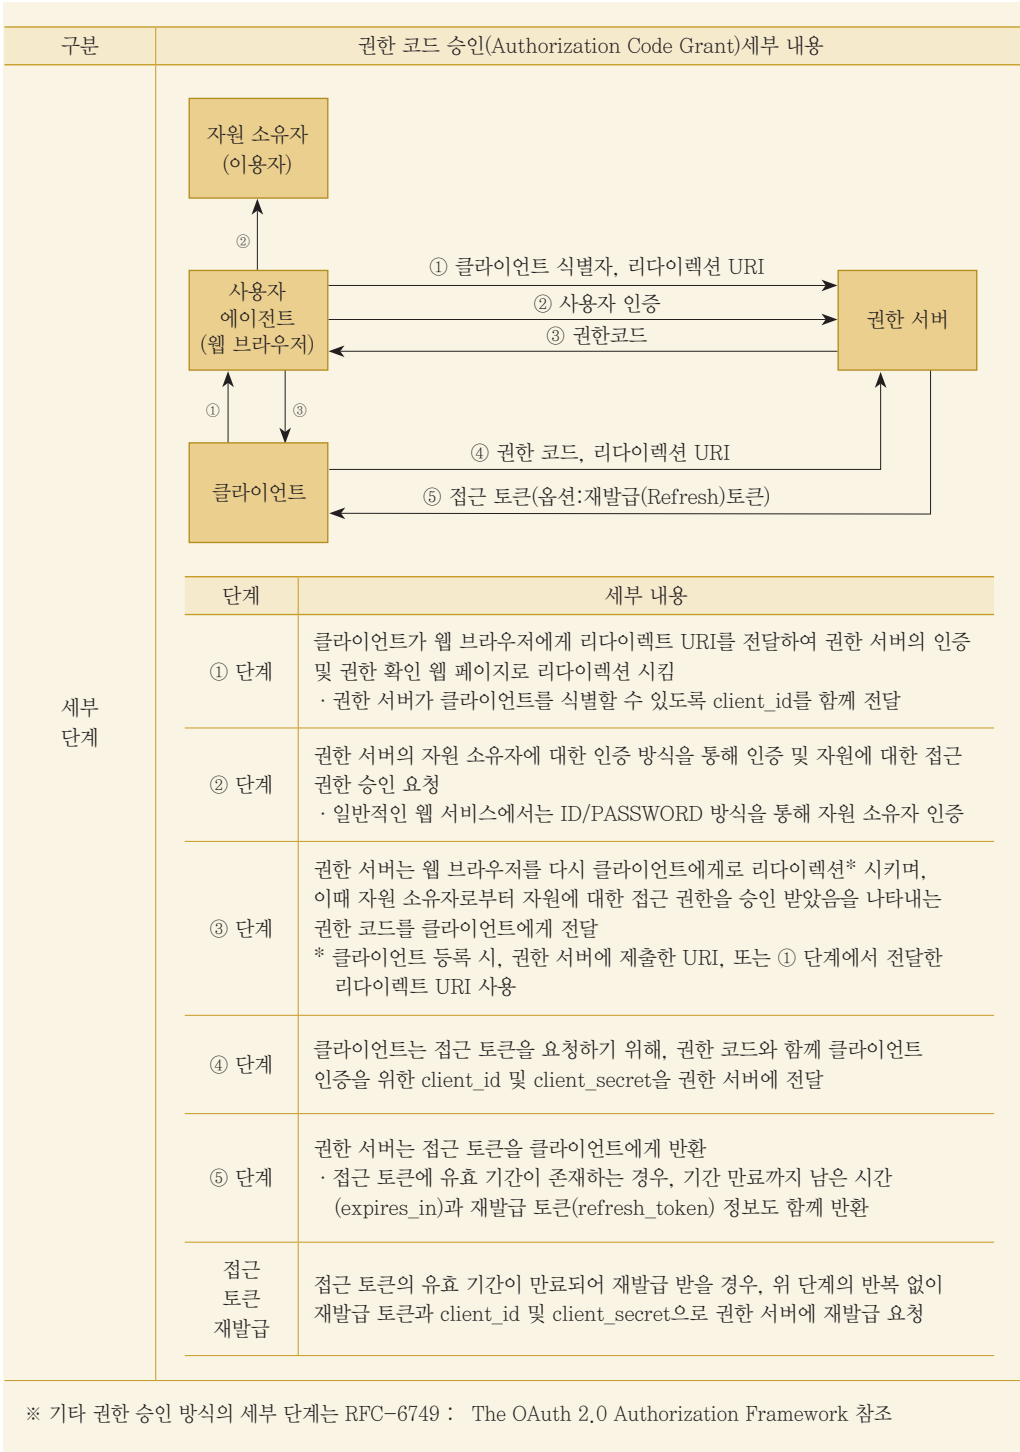 구분
권한 코드 승인(Authorization Code Grant)세부 내용
세부
단계
자원 소유자
(이용자)
②
① 클라이언트 식별자, 리다이렉션 URI
사용자
에이전트
(웹 브라우저)
② 사용자 인증
③ 권한코드
권한 서버
①
③
④ 권한 코드, 리다이렉션 URI
클라이언트
⑤ 접근 토큰(옵션:재발급(Refresh)토큰)
단계
세부 내용
① 단계
클라이언트가 웹 브라우저에게 리다이렉트 URI를 전달하여 권한 서버의 인증
및 권한 확인 웹 페이지로 리다이렉션 시킴
· 권한 서버가 클라이언트를 식별할 수 있도록 client_id를 함께 전달
② 단계
권한 서버의 자원 소유자에 대한 인증 방식을 통해 인증 및 자원에 대한 접근
권한 승인 요청
· 일반적인 웹 서비스에서는 ID/PASSWORD 방식을 통해 자원 소유자 인증
③ 단계
권한 서버는 웹 브라우저를 다시 클라이언트에게로 리다이렉션* 시키며,
이때 자원 소유자로부터 자원에 대한 접근 권한을 승인 받았음을 나타내는
권한 코드를 클라이언트에게 전달
* 클라이언트 등록 시, 권한 서버에 제출한 URI, 또는 ① 단계에서 전달한
리다이렉트 URI 사용
④ 단계
클라이언트는 접근 토큰을 요청하기 위해, 권한 코드와 함께 클라이언트
인증을 위한 client_id 및 client_secret을 권한 서버에 전달
⑤ 단계
권한 서버는 접근 토큰을 클라이언트에게 반환
· 접근 토큰에 유효 기간이 존재하는 경우, 기간 만료까지 남은 시간
(expires_in)과 재발급 토큰(refresh_token) 정보도 함께 반환
접근
토큰
재발급
접근 토큰의 유효 기간이 만료되어 재발급 받을 경우, 위 단계의 반복 없이
재발급 토큰과 client_id 및 client_secret으로 권한 서버에 재발급 요청
※ 기타 권한 승인 방식의 세부 단계는 RFC-6749 : The OAuth 2.0 Authorization Framework 참조